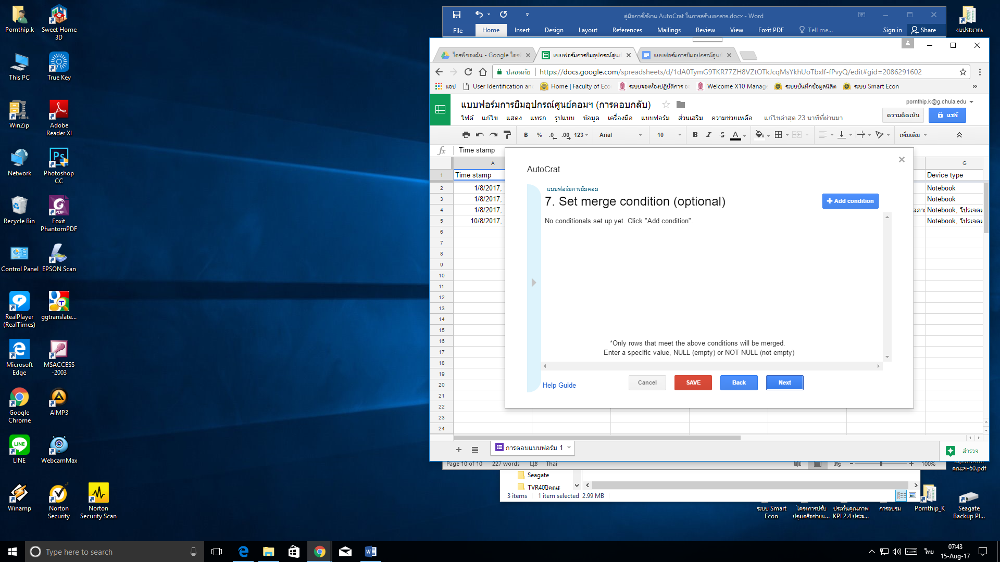 Pornthip.k
Sweet Home 3D
This PC
True Key
WinZip
Adobe Reader XI
Network
Photoshop CC
Recycle Bin
Foxit PhantomPDF
Control Panel
EPSON Scan
RealPlayer (RealTimes)
ggtranslate...
Microsoft Edge
MSACCESS -2003
Google Chrome
AIMP3
LINE
WebcamMax
Winamp
Norton Security
Norton Security Scan
คู่มือการใช้งาน AutoCrat ในการสร้างเอกสาร.docx - Word
File Home Insert Design Layout References Mailings Review View Foxit PDF Tell me... Sign in Share
งบประมาณ
ไดรฟ์ของฉัน - Google ไดรฟ์
แบบฟอร์มการยืมอุปกรณ์ศูนย์
แบบฟอร์มการยืมอุปกรณ์ศูนย์
ปลอดภัย https://docs.google.com/spreadsheets/d/1dA0TymG9TKR77ZH8VZtOTkJcqMsYkhUoTbxIf-fPvyQ/edit#gid=2086291602
แอป User Identification and Home | Faculty of Eco ระบบจองห้องปฏิบัติการ Welcome X10 Manag ระบบบันทึกข้อมูลนิสิต ระบบ Smart Econ »
แบบฟอร์มการยืมอุปกรณ์ศูนย์คอมฯ (การตอบกลับ)
pornthip.k@g.chula.edu
ไฟล์ แก้ไข แสดง แทรก รูปแบบ ข้อมูล เครื่องมือ แบบฟอร์ม ส่วนเสริม ความช่วยเหลือ แก้ไขล่าสุด 23 นาทีที่ผ่านมา
ความคิดเห็น แชร์
B % .0 .00 123 Arial 10 B I S A เพิ่มเติม
fx Time stamp
A G
1 Time stamp Device type
2 1/8/2017, Notebook
3 1/8/2017, Notebook
4 1/8/2017, Notebook, โปรเจคเ
5 10/8/2017, Notebook, โปรเจคเ
6
7
8
9
10
11
12
13
14
15
16
17
18
19
20
21
22
23
24
AutoCrat
แบบฟอร์มการยืมคอม
7. Set merge condition (optional)
Add condition
No conditionals set up yet. Click "Add condition".
*Only rows that meet the above conditions will be merged.
Enter a specific value, NULL (empty) or NOT NULL (not empty)
Help Guide
Cancel SAVE Back Next
การตอบแบบฟอร์ม 1
สำรวจ
Page 10 of 10 227 words Thai 100%
คณะฯ-60.pdf
Seagate
TVR40ปีคณะ
3 items 1 item selected 2.99 MB
ระบบ Smart Econ
โครงการปรับปรุงเครือข่ายแ...
ประกันคุณภาพ KPI 2.4 ประจ...
การอบรม
Pornthip_K
Seagate Backup Pl...
Type here to search
ไทย
07:43
15-Aug-17